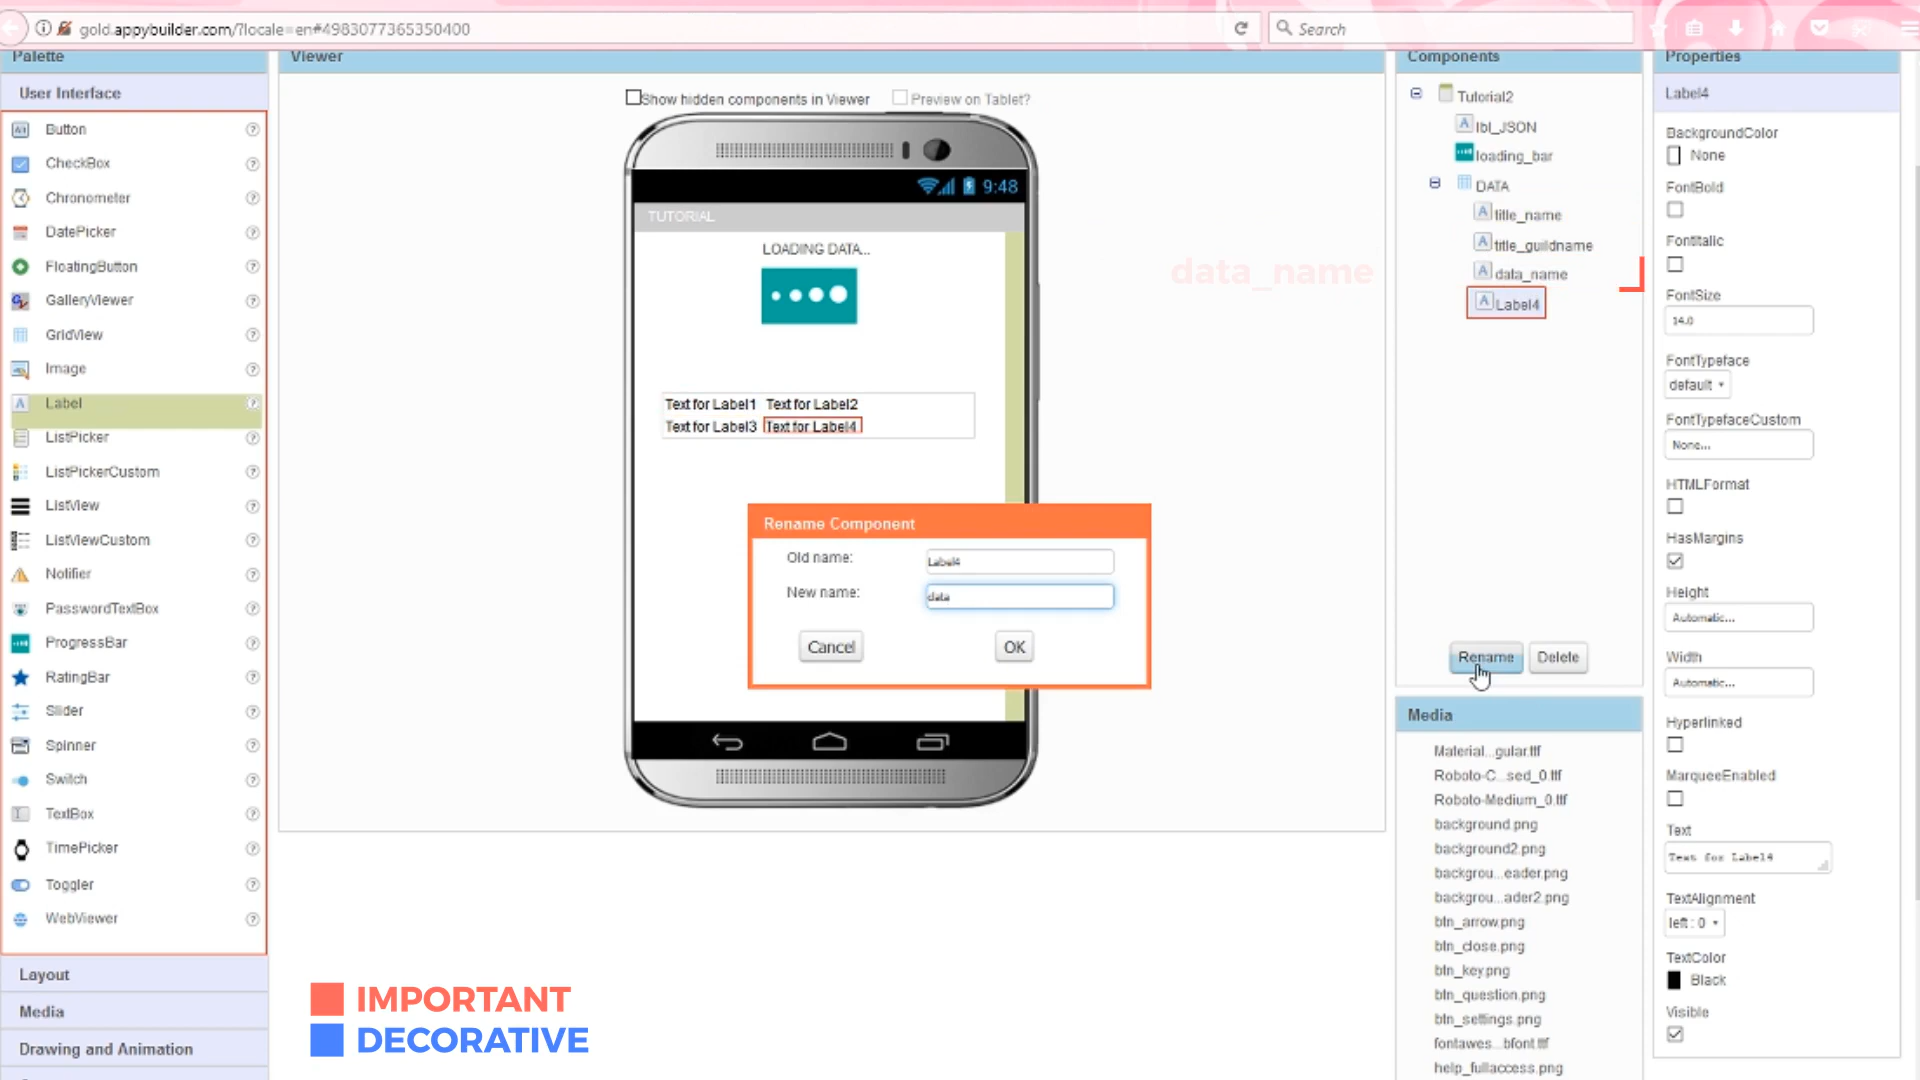 gold.appybuilder.com/?locale=en#4983077365350400
Search
Palette
Viewer
Components
Properties
User Interface
Button
CheckBox
Chronometer
DatePicker
FloatingButton
GalleryViewer
GridView
Image
Label
ListPicker
ListPickerCustom
ListView
ListViewCustom
Notifier
PasswordTextBox
ProgressBar
RatingBar
Slider
Spinner
Switch
TextBox
TimePicker
Toggler
WebViewer
Layout
Media
Drawing and Animation
Show hidden components in Viewer
Preview on Tablet?
9:48
TUTORIAL
LOADING DATA...
Text for Label1 Text for Label2
Text for Label3 Text for Label4
data_name
Rename Component
Old name:
Label4
New name:
data
Cancel
OK
IMPORTANT
DECORATIVE
Tutorial2
lbl_JSON
loading_bar
DATA
title_name
title_guildname
data_name
Label4
Rename
Delete
Media
Material...gular.ttf
Roboto-C...sed_0.ttf
Roboto-Medium_0.ttf
background.png
background2.png
backgrou...eader.png
backgrou...ader2.png
btn_arrow.png
btn_close.png
btn_key.png
btn_question.png
btn_settings.png
fontawes...bfont.ttf
help_fullaccess.png
Label4
BackgroundColor
None
FontBold
FontItalic
FontSize
14.0
FontTypeface
default
FontTypefaceCustom
None...
HTMLFormat
HasMargins
Height
Automatic...
Width
Automatic...
Hyperlinked
MarqueeEnabled
Text
Text for Label4
TextAlignment
left : 0
TextColor
Black
Visible